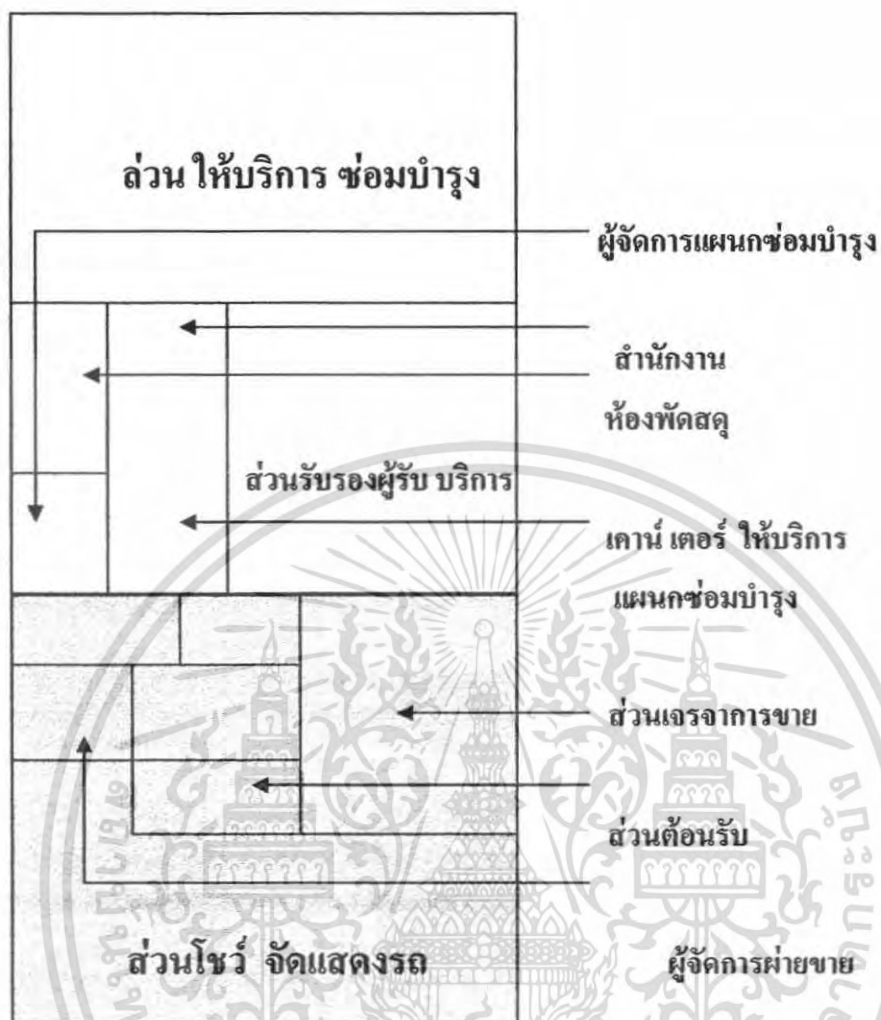 ล่วน ให้บริการ ซ่อมบำรุง
ผู้จัดการแผนกซ่อมบำรุง
สำนักงาน
ห้องพัดสดุ
ส่วนรับรองผู้รับ บริการ
เคาน์ เตอร์ ให้บริการ
แผนกซ่อมบำรุง
ส่วนเจรจาการขาย
ส่วนต้อนรับ
ส่วนโชว์ จัดแสดงรถ
ผู้จัดการผ่ายขาย